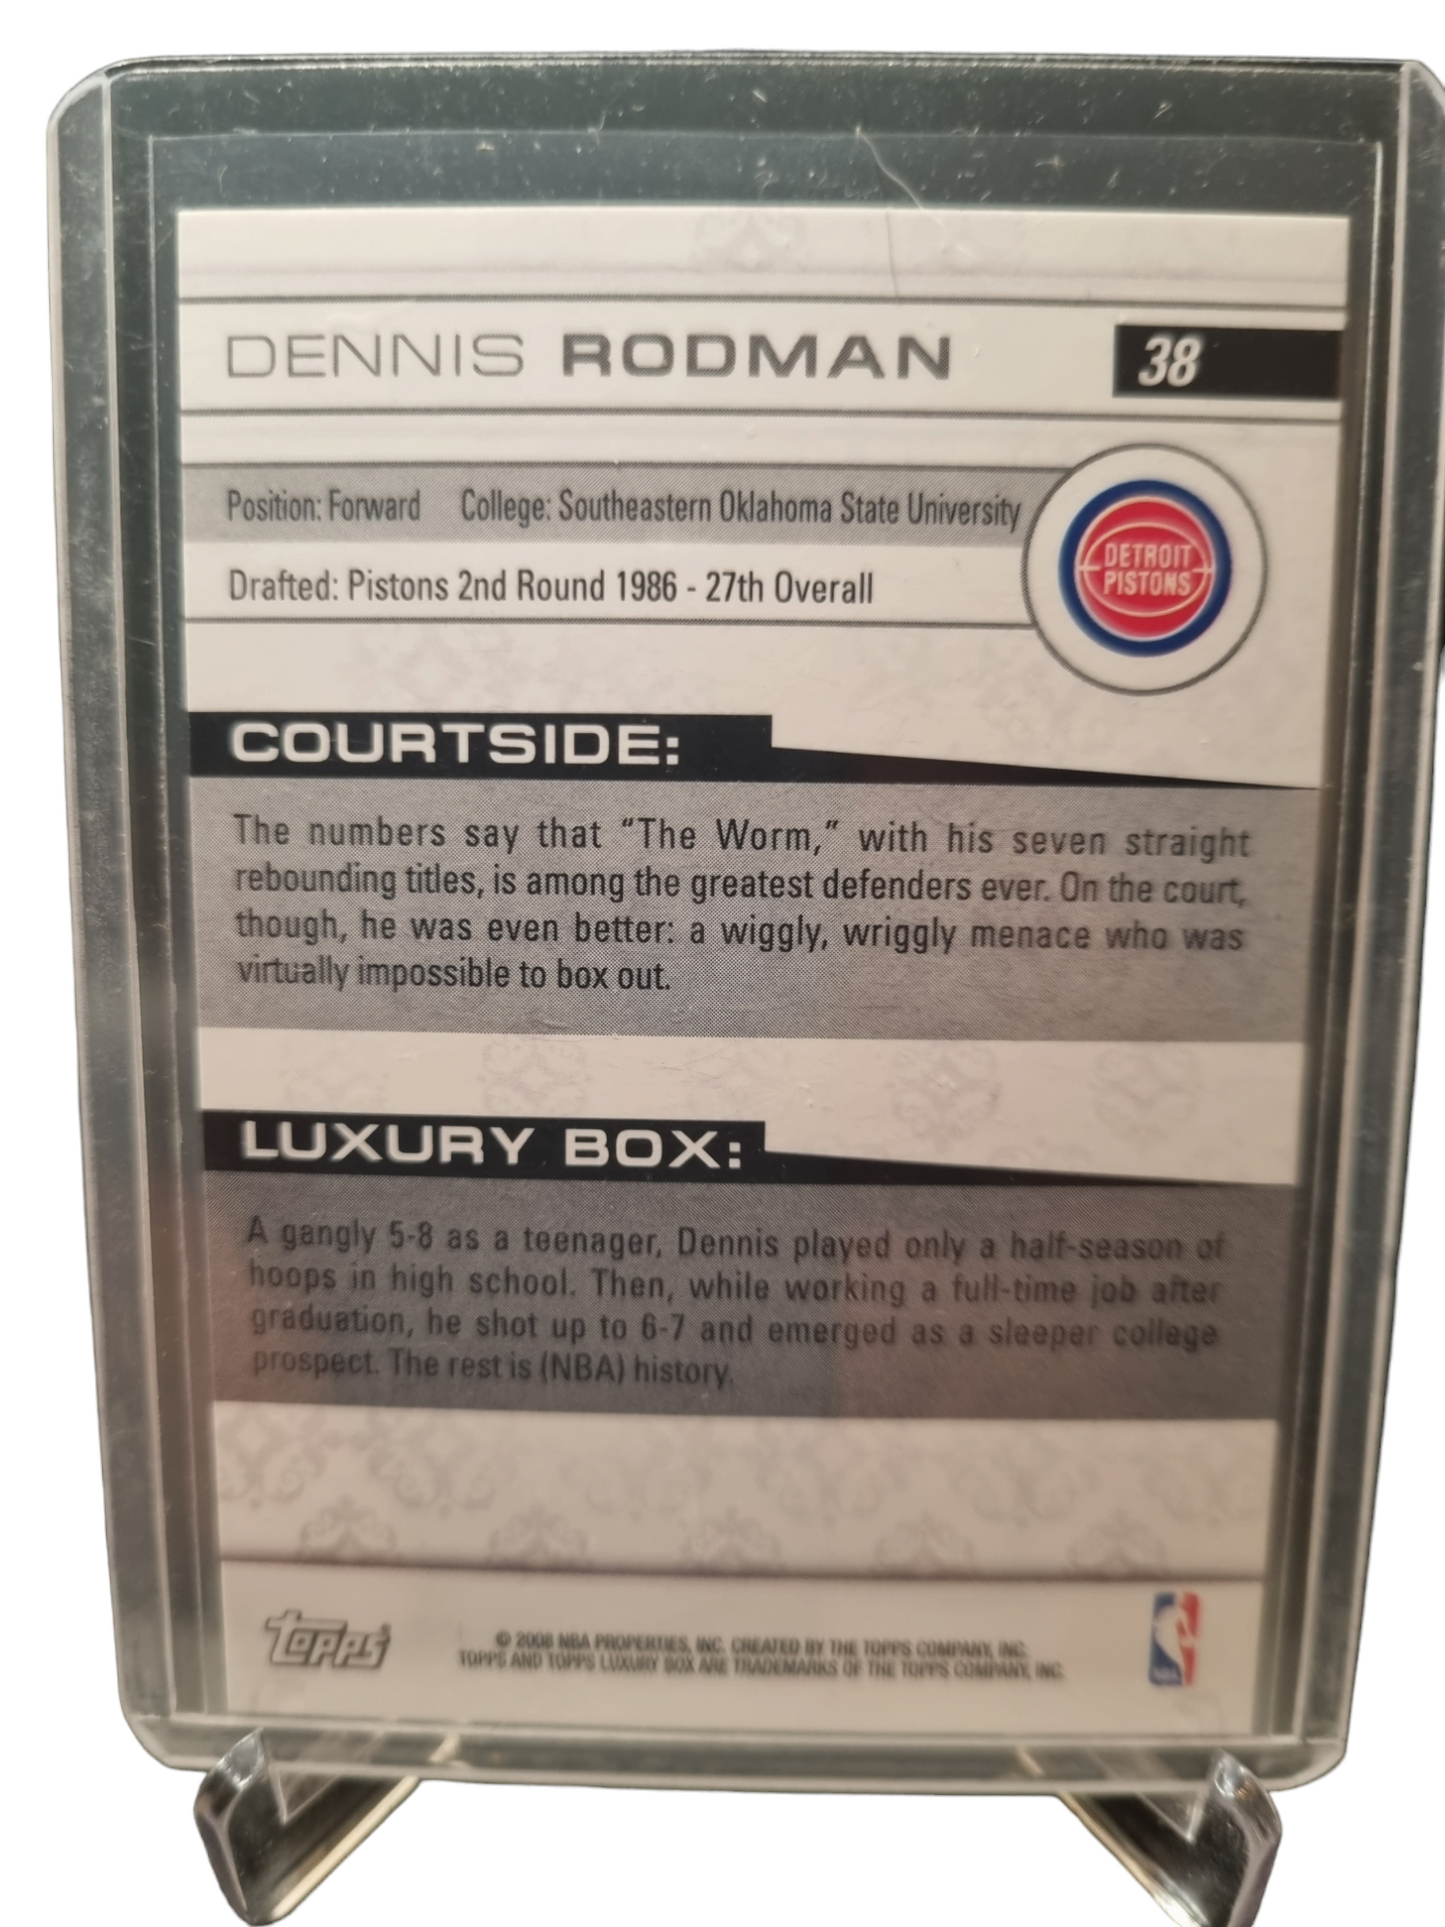 DENNIS RODMAN
38
Position: Forward College: Southeastern Oklahoma State University
Drafted: Pistons 2nd Round 1986 - 27th Overall
DETROIT
PISTONS
COURTSIDE:
The numbers say that “The Worm,” with his seven straight
rebounding titles, is among the greatest defenders ever. On the court,
though, he was even better: a wiggly, wriggly menace who was
virtually impossible to box out.
LUXURY BOX:
A gangly 5-8 as a teenager, Dennis played only a half-season of
hoops in high school. Then, while working a full-time job after
graduation, he shot up to 6-7 and emerged as a sleeper college
prospect. The rest is (NBA) history.
Topps
© 2008 NBA PROPERTIES, INC. CREATED BY THE TOPPS COMPANY, INC.
TOPPS AND TOPPS LUXURY BOX ARE TRADEMARKS OF THE TOPPS COMPANY, INC.
NBA